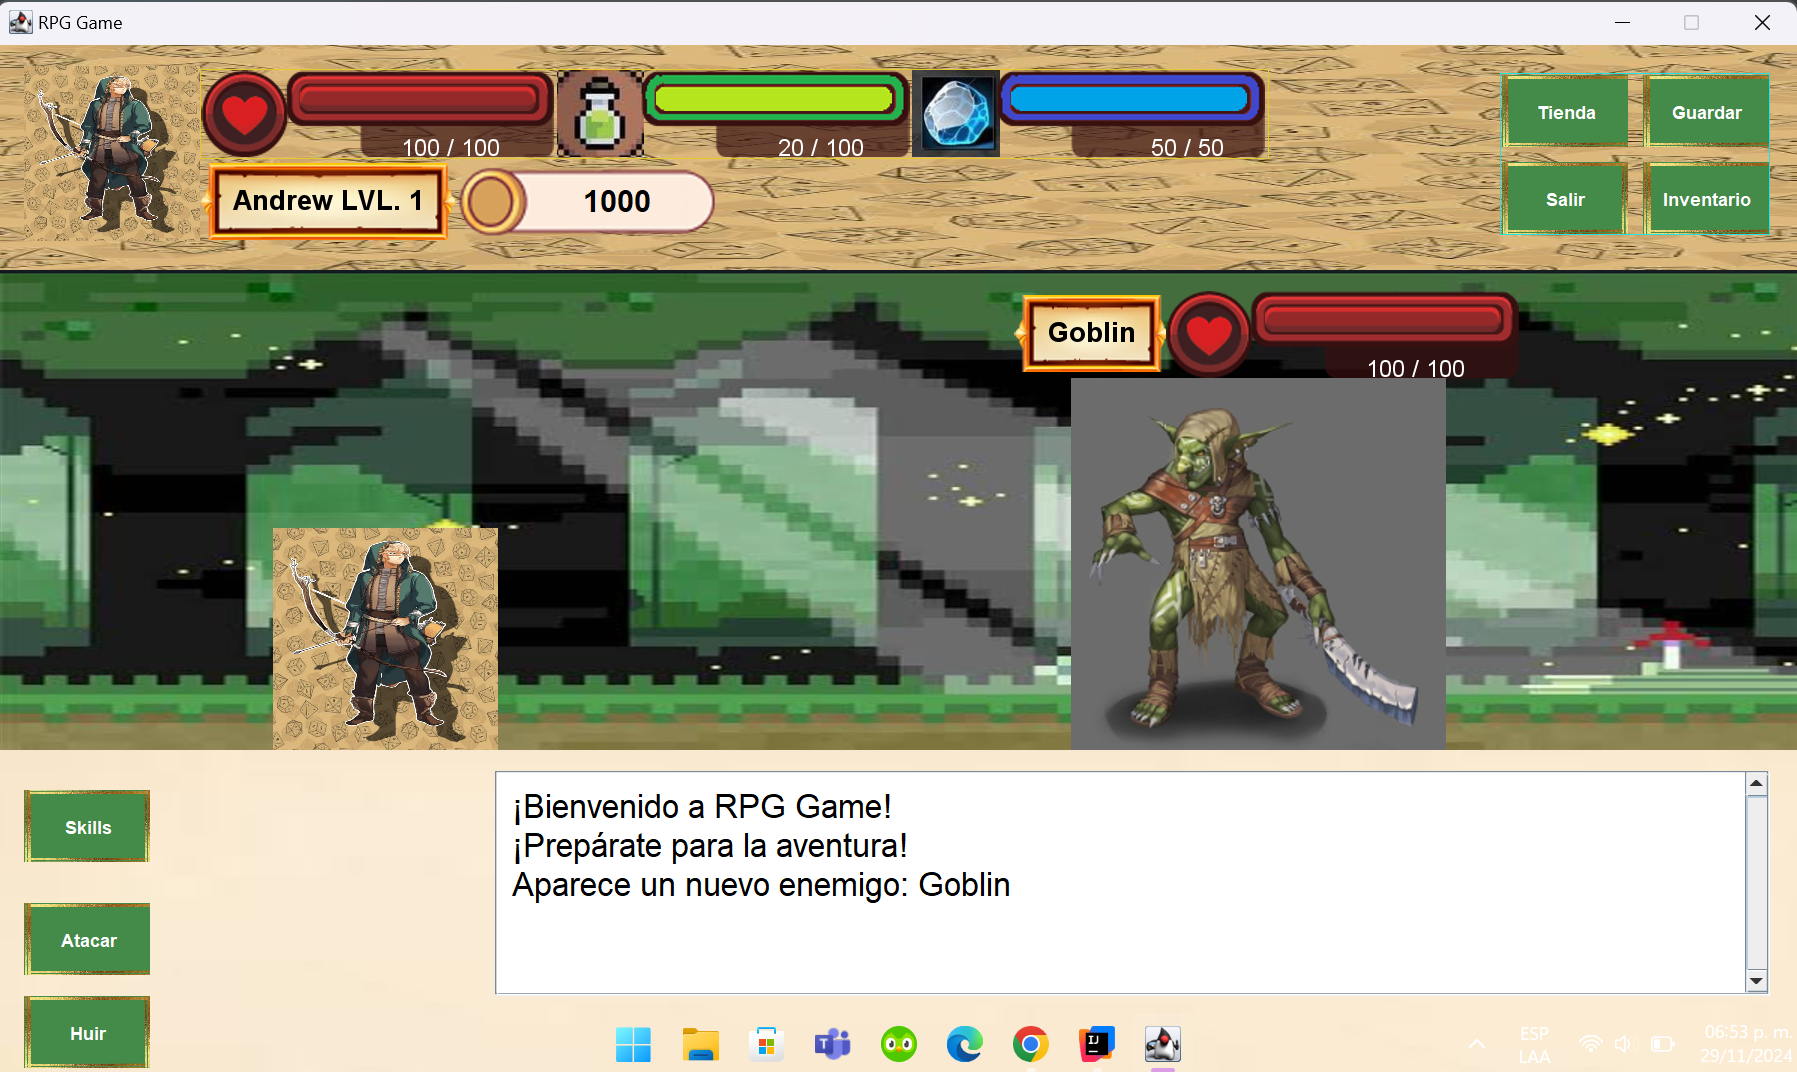 RPG Game
100 / 100
20 / 100
50 / 50
Andrew LVL. 1
1000
Tienda
Guardar
Salir
Inventario
Goblin
100 / 100
Skills
Atacar
Huir
¡Bienvenido a RPG Game!
¡Prepárate para la aventura!
Aparece un nuevo enemigo: Goblin
T
IJ
ESP
LAA
06:53 p. m.
29/11/2024